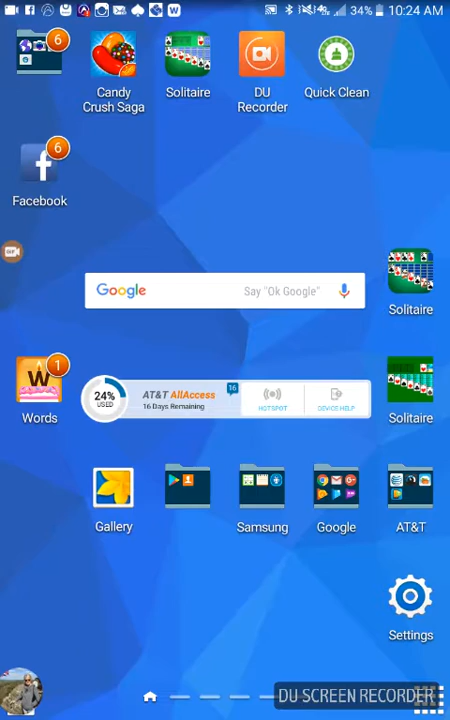 34% 10:24 AM
6
Candy
Crush Saga
Solitaire
DU
Recorder
Quick Clean
6
Facebook
Google Say "Ok Google"
Solitaire
1
W
Words
24%
USED
AT&T AllAccess
16 Days Remaining
16
HOTSPOT
DEVICE HELP
Solitaire
Gallery
Samsung
Google
AT&T
Settings
DU SCREEN RECORDER